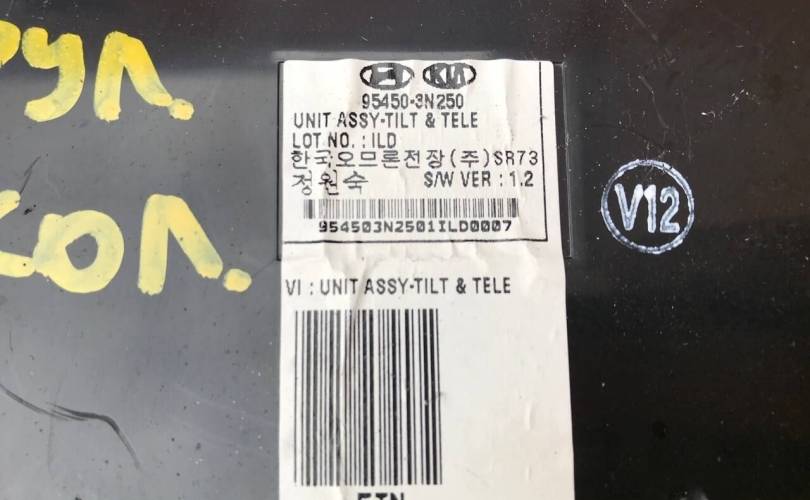 рул.
кол.
KIA
95450-3N250
UNIT ASSY-TILT & TELE
LOT NO. : ILD
한국오므론전장(주)SR73
정원숙 S/W VER : 1.2
954503N2501ILD0007
V12
VI : UNIT ASSY-TILT & TELE